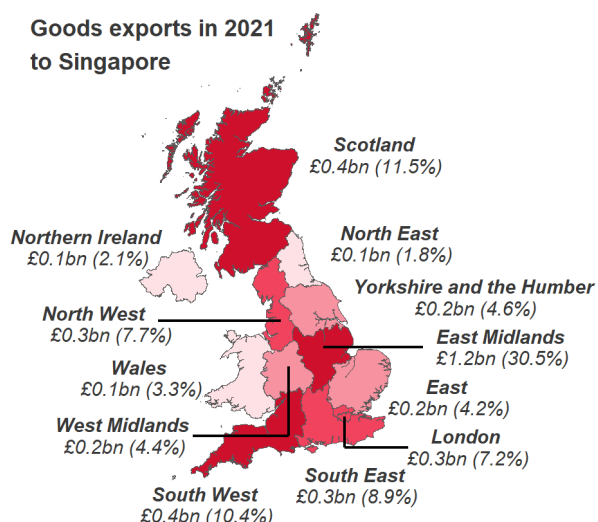 Goods exports in 2021
to Singapore
Scotland
£0.4bn (11.5%)
Northern Ireland
£0.1bn (2.1%)
North East
£0.1bn (1.8%)
Yorkshire and the Humber
£0.2bn (4.6%)
North West
£0.3bn (7.7%)
East Midlands
£1.2bn (30.5%)
Wales
£0.1bn (3.3%)
East
£0.2bn (4.2%)
West Midlands
£0.2bn (4.4%)
London
£0.3bn (7.2%)
South East
£0.3bn (8.9%)
South West
£0.4bn (10.4%)